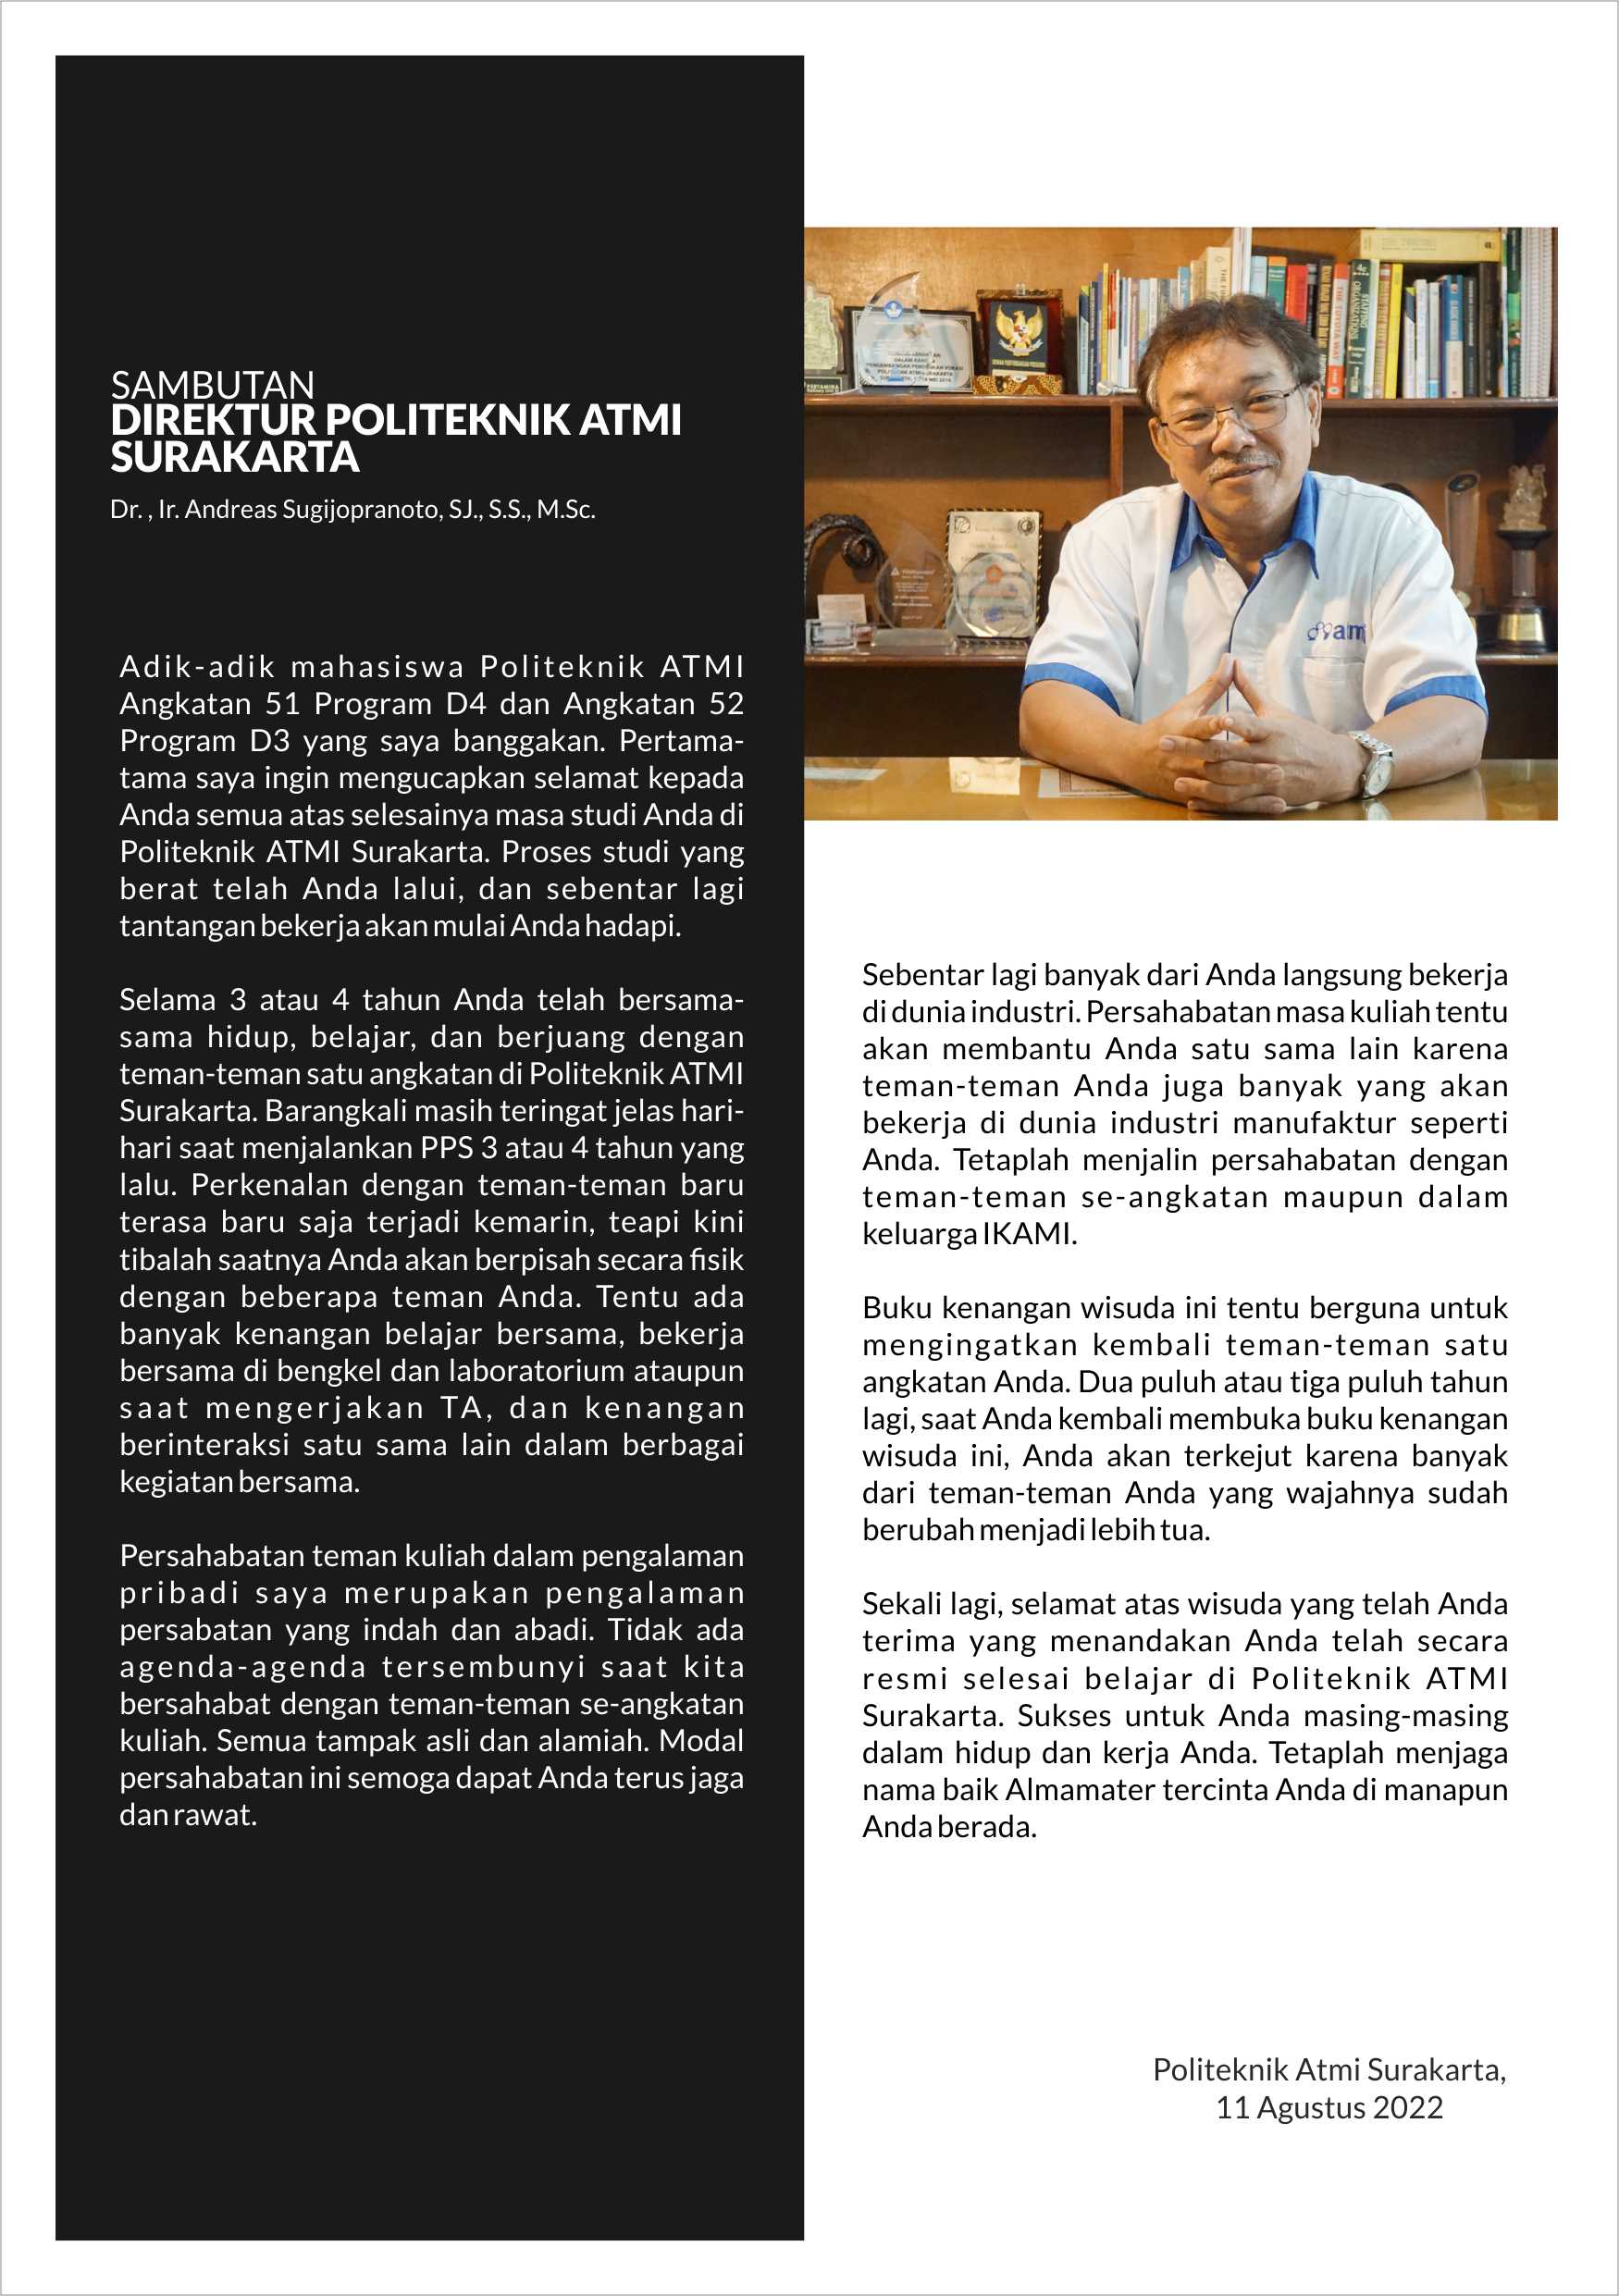 SAMBUTAN
DIREKTUR POLITEKNIK ATMI
SURAKARTA
Dr. , Ir. Andreas Sugijopranoto, SJ., S.S., M.Sc.
Adik-adik mahasiswa Politeknik ATMI
Angkatan 51 Program D4 dan Angkatan 52
Program D3 yang saya banggakan. Pertama-
tama saya ingin mengucapkan selamat kepada
Anda semua atas selesainya masa studi Anda di
Politeknik ATMI Surakarta. Proses studi yang
berat telah Anda lalui, dan sebentar lagi
tantangan bekerja akan mulai Anda hadapi.
Selama 3 atau 4 tahun Anda telah bersama-
sama hidup, belajar, dan berjuang dengan
teman-teman satu angkatan di Politeknik ATMI
Surakarta. Barangkali masih teringat jelas hari-
hari saat menjalankan PPS 3 atau 4 tahun yang
lalu. Perkenalan dengan teman-teman baru
terasa baru saja terjadi kemarin, teapi kini
tibalah saatnya Anda akan berpisah secara fisik
dengan beberapa teman Anda. Tentu ada
banyak kenangan belajar bersama, bekerja
bersama di bengkel dan laboratorium ataupun
saat mengerjakan TA, dan kenangan
berinteraksi satu sama lain dalam berbagai
kegiatan bersama.
Persahabatan teman kuliah dalam pengalaman
pribadi saya merupakan pengalaman
persabatan yang indah dan abadi. Tidak ada
agenda-agenda tersembunyi saat kita
bersahabat dengan teman-teman se-angkatan
kuliah. Semua tampak asli dan alamiah. Modal
persahabatan ini semoga dapat Anda terus jaga
dan rawat.
Sebentar lagi banyak dari Anda langsung bekerja
di dunia industri. Persahabatan masa kuliah tentu
akan membantu Anda satu sama lain karena
teman-teman Anda juga banyak yang akan
bekerja di dunia industri manufaktur seperti
Anda. Tetaplah menjalin persahabatan dengan
teman-teman se-angkatan maupun dalam
keluarga IKAMI.
Buku kenangan wisuda ini tentu berguna untuk
mengingatkan kembali teman-teman satu
angkatan Anda. Dua puluh atau tiga puluh tahun
lagi, saat Anda kembali membuka buku kenangan
wisuda ini, Anda akan terkejut karena banyak
dari teman-teman Anda yang wajahnya sudah
berubah menjadi lebih tua.
Sekali lagi, selamat atas wisuda yang telah Anda
terima yang menandakan Anda telah secara
resmi selesai belajar di Politeknik ATMI
Surakarta. Sukses untuk Anda masing-masing
dalam hidup dan kerja Anda. Tetaplah menjaga
nama baik Almamater tercinta Anda di manapun
Anda berada.
Politeknik Atmi Surakarta,
11 Agustus 2022